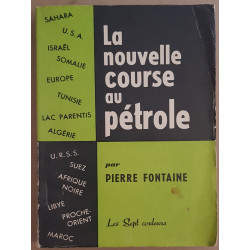 SAHARA
U.S.A.
ISRAËL
SOMALIE
EUROPE
TUNISIE
LAC PARENTIS
ALGÉRIE
U.R.S.S.
SUEZ
AFRIQUE
NOIRE
LIBYE
PROCHE-
ORIENT
MAROC
La
nouvelle
course
au
pétrole
par
PIERRE FONTAINE
Les Sept couleurs